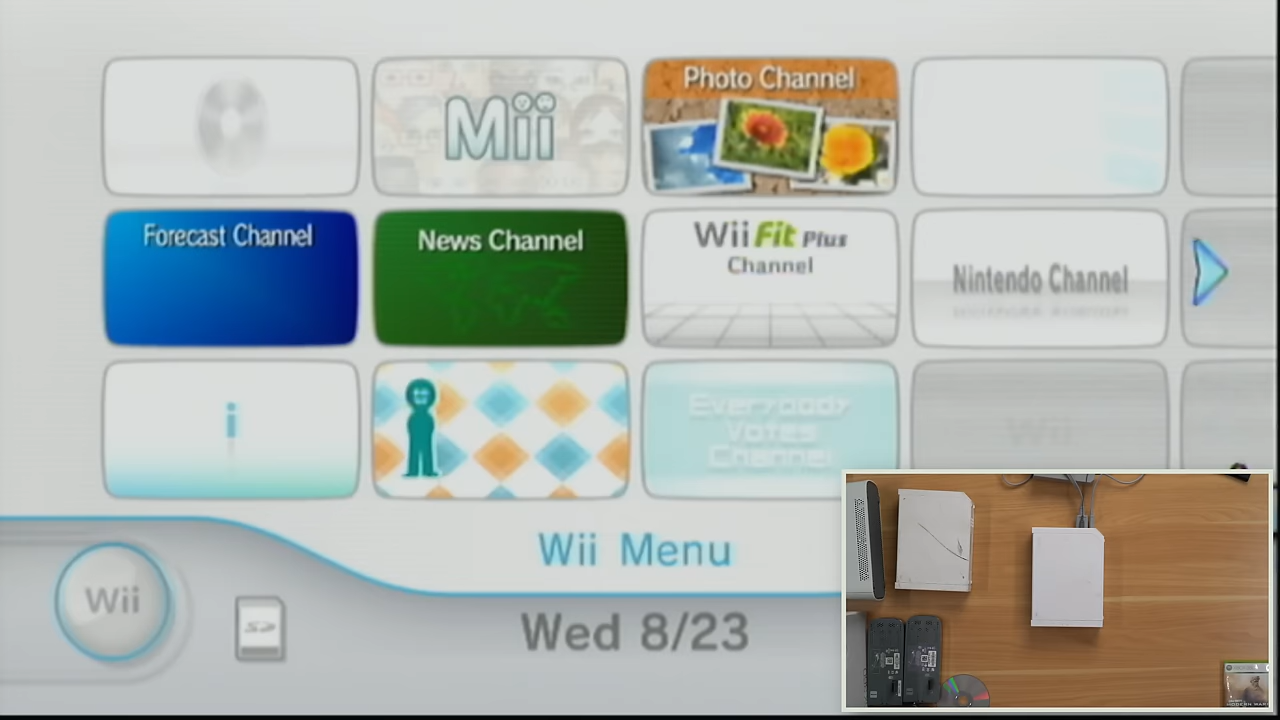 Mii
Photo Channel
Forecast Channel
News Channel
Wii Fit Plus
Channel
Nintendo Channel
i
Everybody
Votes
Channel
Wii
Wii Menu
Wii
SD
Wed 8/23